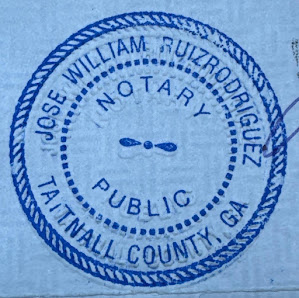 JOSE WILLIAM RUIZRODRIGUEZ
NOTARY
PUBLIC
TATTNALL COUNTY, GA